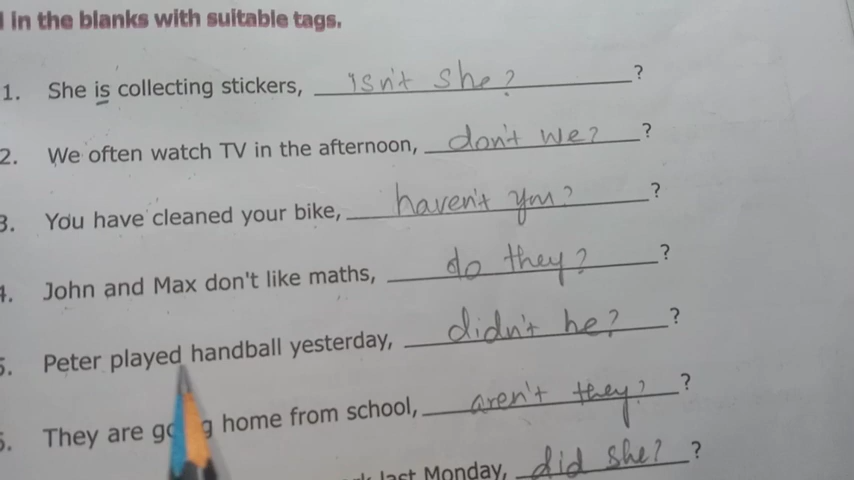 in the blanks with suitable tags.
1. She is collecting stickers, isn't she? ?
2. We often watch TV in the afternoon, don't we? ?
3. You have cleaned your bike, haven't you? ?
4. John and Max don't like maths, do they? ?
5. Peter played handball yesterday, didn't he? ?
They are going home from school, aren't they? ?
last Monday, did she? ?